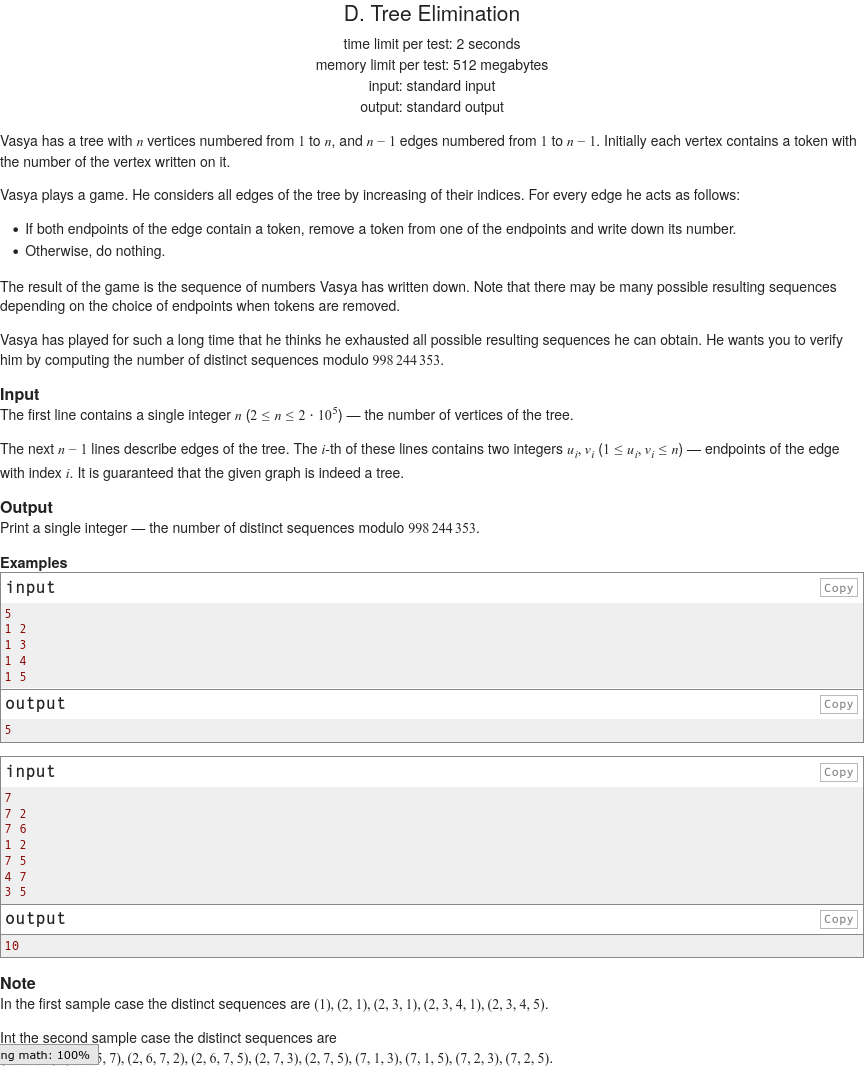 D. Tree Elimination
time limit per test: 2 seconds
memory limit per test: 512 megabytes
input: standard input
output: standard output
Vasya has a tree with n vertices numbered from 1 to n, and n − 1 edges numbered from 1 to n − 1. Initially each vertex contains a token with
the number of the vertex written on it.
Vasya plays a game. He considers all edges of the tree by increasing of their indices. For every edge he acts as follows:
• If both endpoints of the edge contain a token, remove a token from one of the endpoints and write down its number.
• Otherwise, do nothing.
The result of the game is the sequence of numbers Vasya has written down. Note that there may be many possible resulting sequences
depending on the choice of endpoints when tokens are removed.
Vasya has played for such a long time that he thinks he exhausted all possible resulting sequences he can obtain. He wants you to verify
him by computing the number of distinct sequences modulo 998 244 353.
Input
The first line contains a single integer n (2 ≤ n ≤ 2 · 10⁵) — the number of vertices of the tree.
The next n − 1 lines describe edges of the tree. The i-th of these lines contains two integers uᵢ, vᵢ (1 ≤ uᵢ, vᵢ ≤ n) — endpoints of the edge
with index i. It is guaranteed that the given graph is indeed a tree.
Output
Print a single integer — the number of distinct sequences modulo 998 244 353.
Examples
input Copy
5
1 2
1 3
1 4
1 5
output Copy
5
input Copy
7
7 2
7 6
1 2
7 5
4 7
3 5
output Copy
10
Note
In the first sample case the distinct sequences are (1), (2, 1), (2, 3, 1), (2, 3, 4, 1), (2, 3, 4, 5).
Int the second sample case the distinct sequences are
ng math: 100% 5, 7), (2, 6, 7, 2), (2, 6, 7, 5), (2, 7, 3), (2, 7, 5), (7, 1, 3), (7, 1, 5), (7, 2, 3), (7, 2, 5).